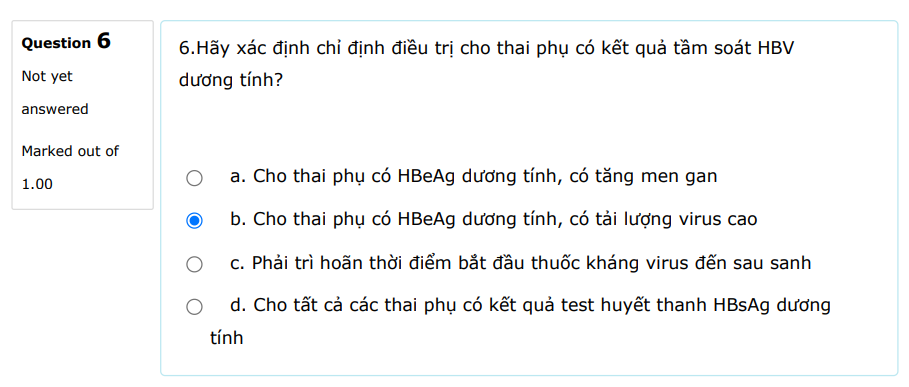 Question 6
Not yet
answered
Marked out of
1.00
6.Hãy xác định chỉ định điều trị cho thai phụ có kết quả tầm soát HBV
dương tính?
a. Cho thai phụ có HBeAg dương tính, có tăng men gan
b. Cho thai phụ có HBeAg dương tính, có tải lượng virus cao
c. Phải trì hoãn thời điểm bắt đầu thuốc kháng virus đến sau sanh
d. Cho tất cả các thai phụ có kết quả test huyết thanh HBsAg dương
tính